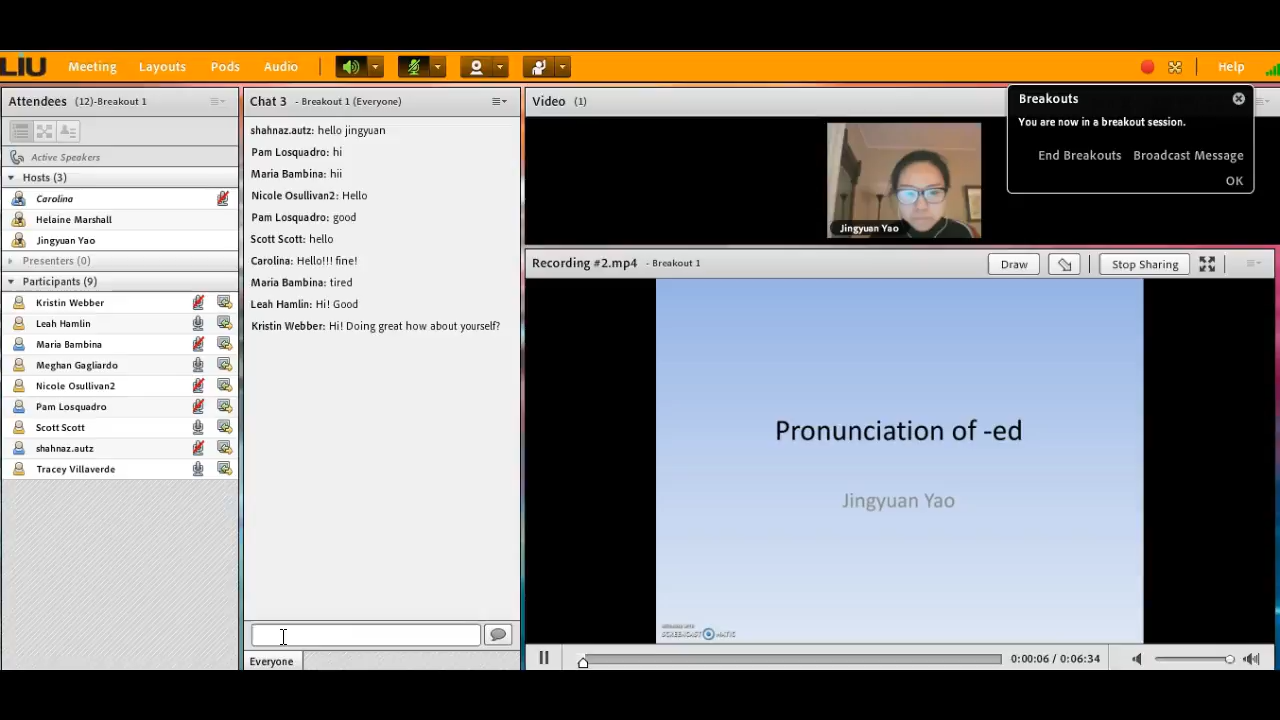 LIU
Meeting
Layouts
Pods
Audio
Help
Attendees (12)-Breakout 1
Active Speakers
Hosts (3)
Carolina
Helaine Marshall
Jingyuan Yao
Presenters (0)
Participants (9)
Kristin Webber
Leah Hamlin
Maria Bambina
Meghan Gagliardo
Nicole Osullivan2
Pam Losquadro
Scott Scott
shahnaz.autz
Tracey Villaverde
Chat 3 - Breakout 1 (Everyone)
shahnaz.autz: hello jingyuan
Pam Losquadro: hi
Maria Bambina: hii
Nicole Osullivan2: Hello
Pam Losquadro: good
Scott Scott: hello
Carolina: Hello!!! fine!
Maria Bambina: tired
Leah Hamlin: Hi! Good
Kristin Webber: Hi! Doing great how about yourself?
Everyone
Video (1)
Jingyuan Yao
Breakouts
You are now in a breakout session.
End Breakouts Broadcast Message
OK
Recording #2.mp4 - Breakout 1
Draw
Stop Sharing
Pronunciation of -ed
Jingyuan Yao
SCREENCAST MATIC
0:00:06 / 0:06:34